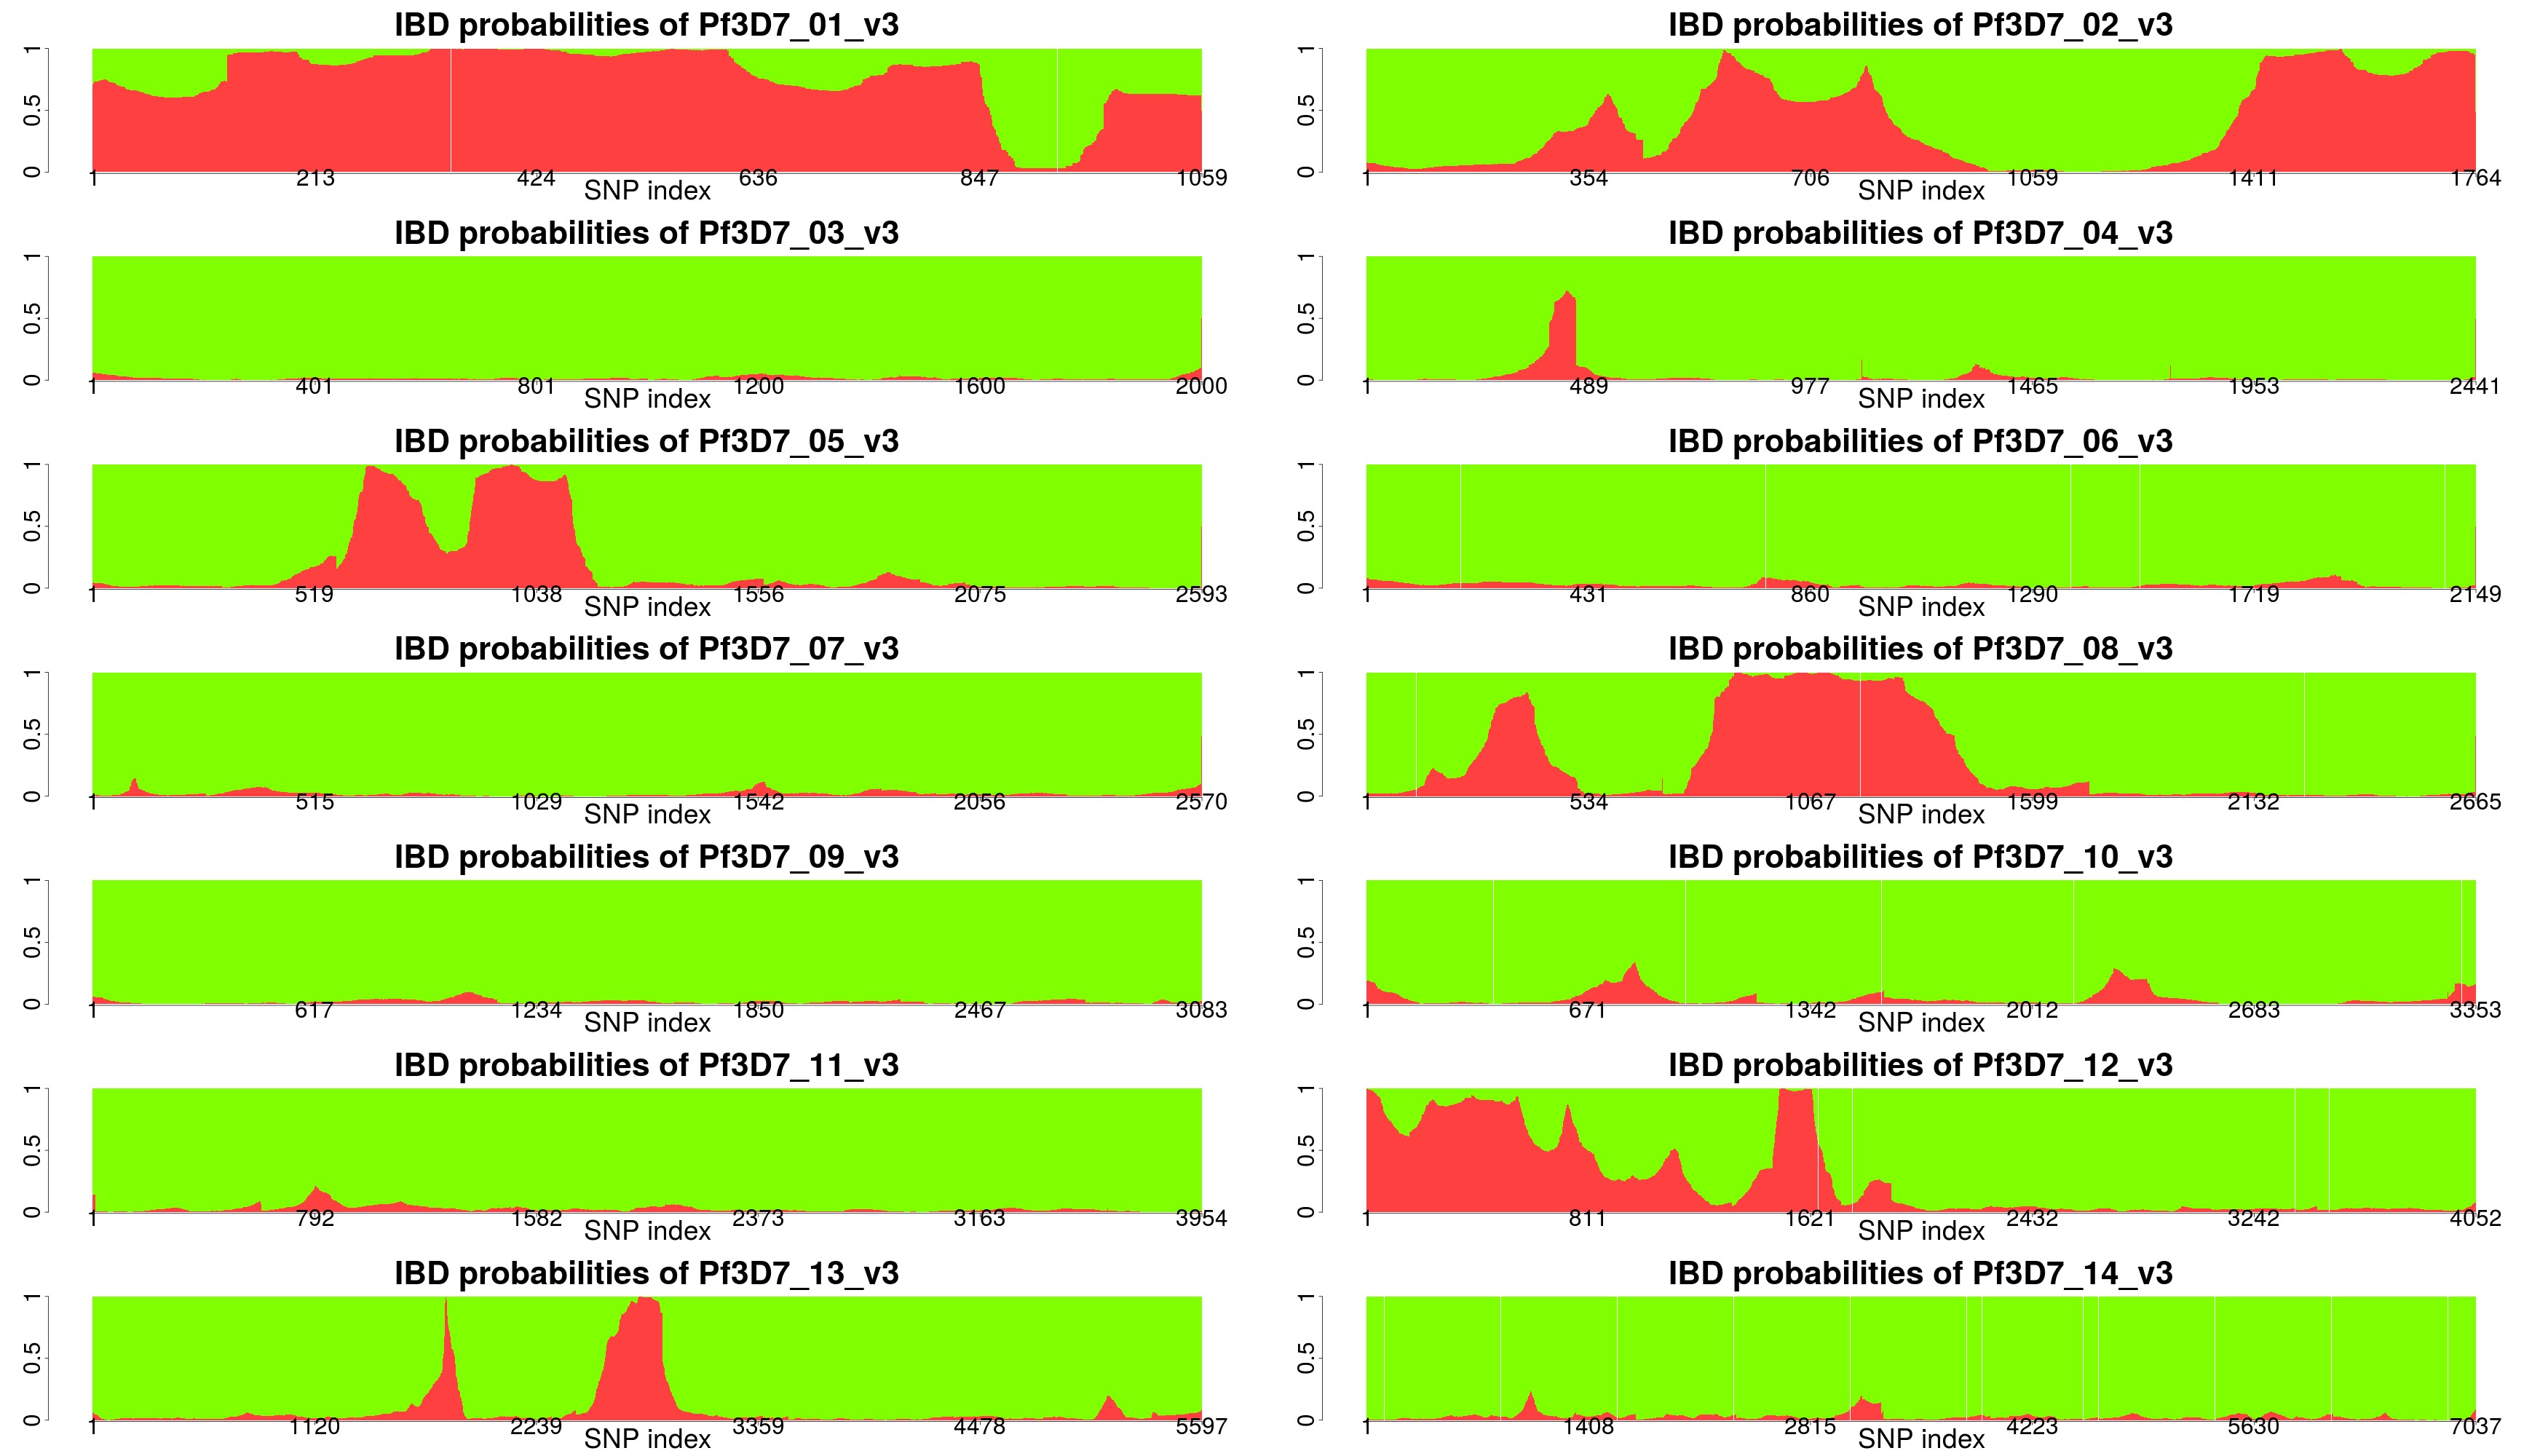 IBD probabilities of Pf3D7_01_v3
0 0.5 1
1 213 424 636 847 1059
SNP index
IBD probabilities of Pf3D7_02_v3
0 0.5 1
1 354 706 1059 1411 1764
SNP index
IBD probabilities of Pf3D7_03_v3
0 0.5 1
1 401 801 1200 1600 2000
SNP index
IBD probabilities of Pf3D7_04_v3
0 0.5 1
1 489 977 1465 1953 2441
SNP index
IBD probabilities of Pf3D7_05_v3
0 0.5 1
1 519 1038 1556 2075 2593
SNP index
IBD probabilities of Pf3D7_06_v3
0 0.5 1
1 431 860 1290 1719 2149
SNP index
IBD probabilities of Pf3D7_07_v3
0 0.5 1
1 515 1029 1542 2056 2570
SNP index
IBD probabilities of Pf3D7_08_v3
0 0.5 1
1 534 1067 1599 2132 2665
SNP index
IBD probabilities of Pf3D7_09_v3
0 0.5 1
1 617 1234 1850 2467 3083
SNP index
IBD probabilities of Pf3D7_10_v3
0 0.5 1
1 671 1342 2012 2683 3353
SNP index
IBD probabilities of Pf3D7_11_v3
0 0.5 1
1 792 1582 2373 3163 3954
SNP index
IBD probabilities of Pf3D7_12_v3
0 0.5 1
1 811 1621 2432 3242 4052
SNP index
IBD probabilities of Pf3D7_13_v3
0 0.5 1
1 1120 2239 3359 4478 5597
SNP index
IBD probabilities of Pf3D7_14_v3
0 0.5 1
1 1408 2815 4223 5630 7037
SNP index